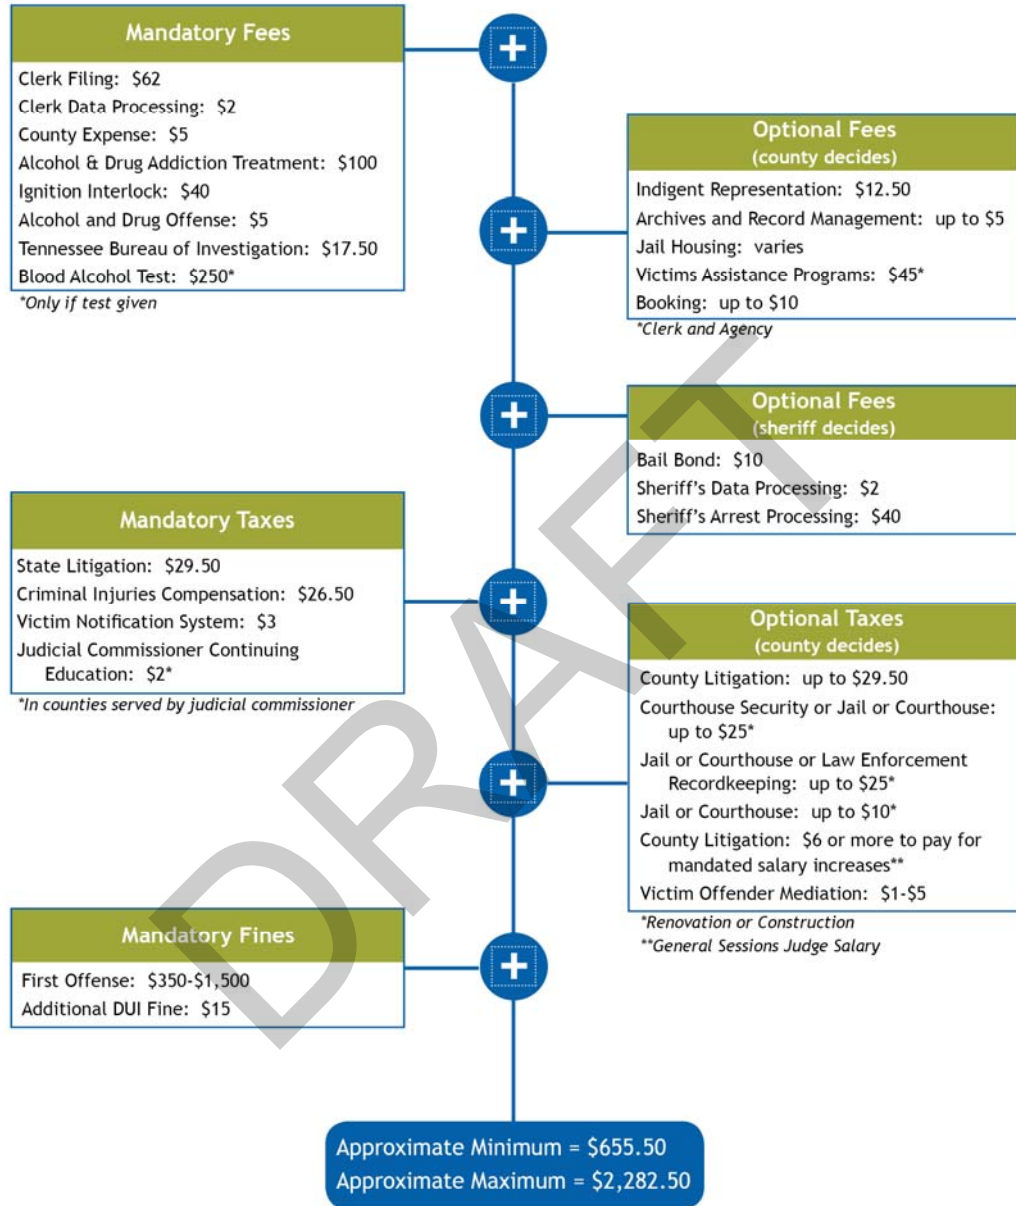 Mandatory Fees
Clerk Filing: $62
Clerk Data Processing: $2
County Expense: $5
Alcohol & Drug Addiction Treatment: $100
Ignition Interlock: $40
Alcohol and Drug Offense: $5
Tennessee Bureau of Investigation: $17.50
Blood Alcohol Test: $250*
*Only if test given
Optional Fees
(county decides)
Indigent Representation: $12.50
Archives and Record Management: up to $5
Jail Housing: varies
Victims Assistance Programs: $45*
Booking: up to $10
*Clerk and Agency
Optional Fees
(sheriff decides)
Bail Bond: $10
Sheriff's Data Processing: $2
Sheriff's Arrest Processing: $40
Mandatory Taxes
State Litigation: $29.50
Criminal Injuries Compensation: $26.50
Victim Notification System: $3
Judicial Commissioner Continuing
Education: $2*
*In counties served by judicial commissioner
Optional Taxes
(county decides)
County Litigation: up to $29.50
Courthouse Security or Jail or Courthouse:
up to $25*
Jail or Courthouse or Law Enforcement
Recordkeeping: up to $25*
Jail or Courthouse: up to $10*
County Litigation: $6 or more to pay for
mandated salary increases**
Victim Offender Mediation: $1-$5
*Renovation or Construction
**General Sessions Judge Salary
Mandatory Fines
First Offense: $350-$1,500
Additional DUI Fine: $15
Approximate Minimum = $655.50
Approximate Maximum = $2,282.50
DRAFT